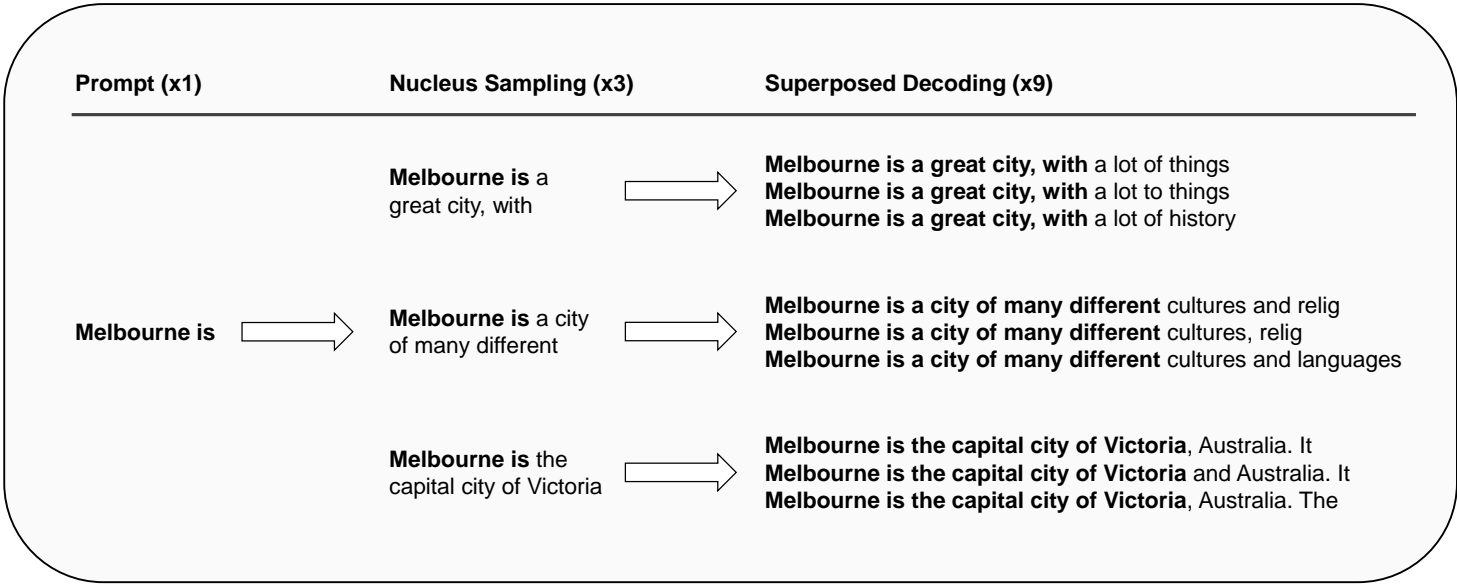 Prompt (x1) Nucleus Sampling (x3) Superposed Decoding (x9)
Melbourne is a
great city, with
Melbourne is a great city, with a lot of things
Melbourne is a great city, with a lot to things
Melbourne is a great city, with a lot of history
Melbourne is
Melbourne is a city
of many different
Melbourne is a city of many different cultures and relig
Melbourne is a city of many different cultures, relig
Melbourne is a city of many different cultures and languages
Melbourne is the
capital city of Victoria
Melbourne is the capital city of Victoria, Australia. It
Melbourne is the capital city of Victoria and Australia. It
Melbourne is the capital city of Victoria, Australia. The